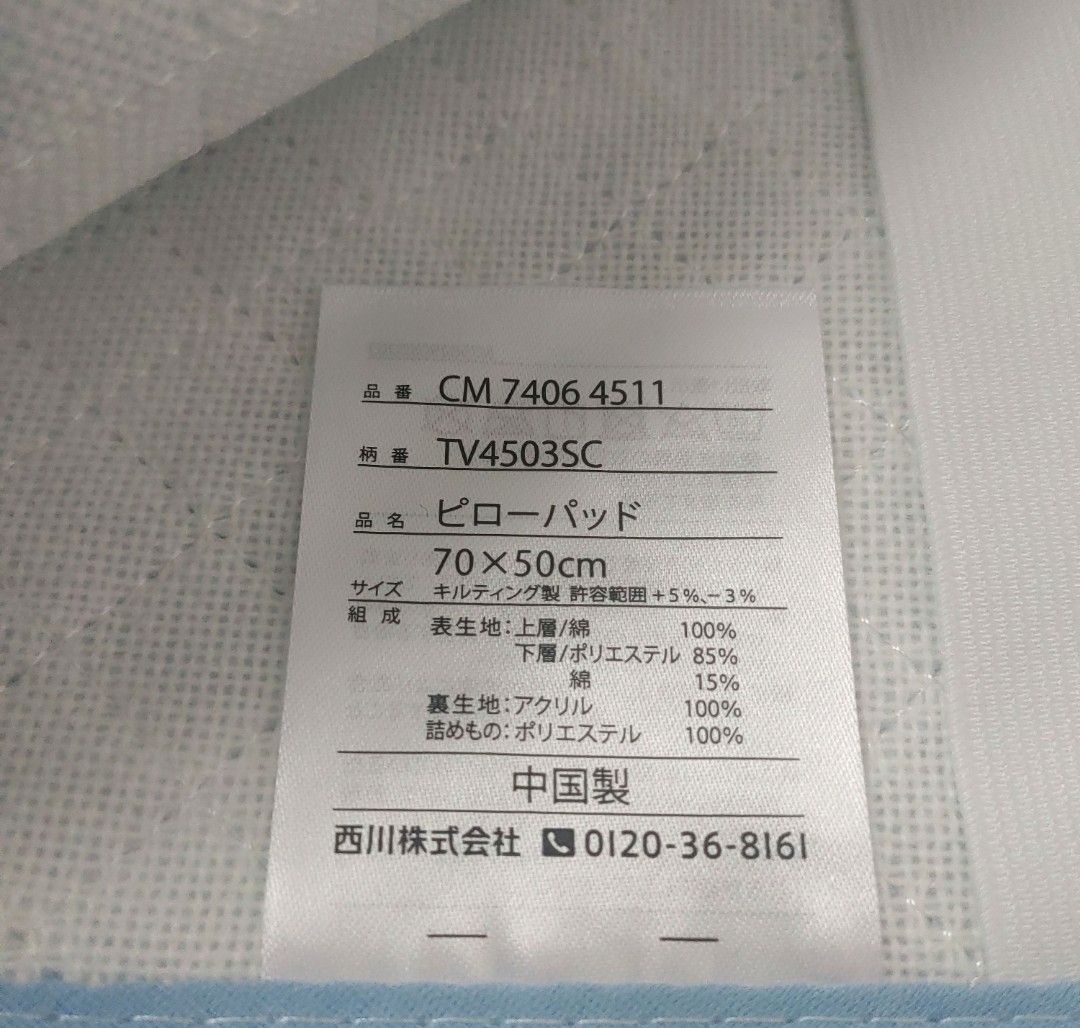 品番 CM 7406 4511
柄番 TV4503SC
品名 ピローパッド
70×50cm
サイズ キルティング製 許容範囲+5%、-3%
組成 表生地:上層/綿 100%
下層/ポリエステル 85%
綿 15%
裏生地:アクリル 100%
詰めもの:ポリエステル 100%
中国製
西川株式会社 0120-36-8161